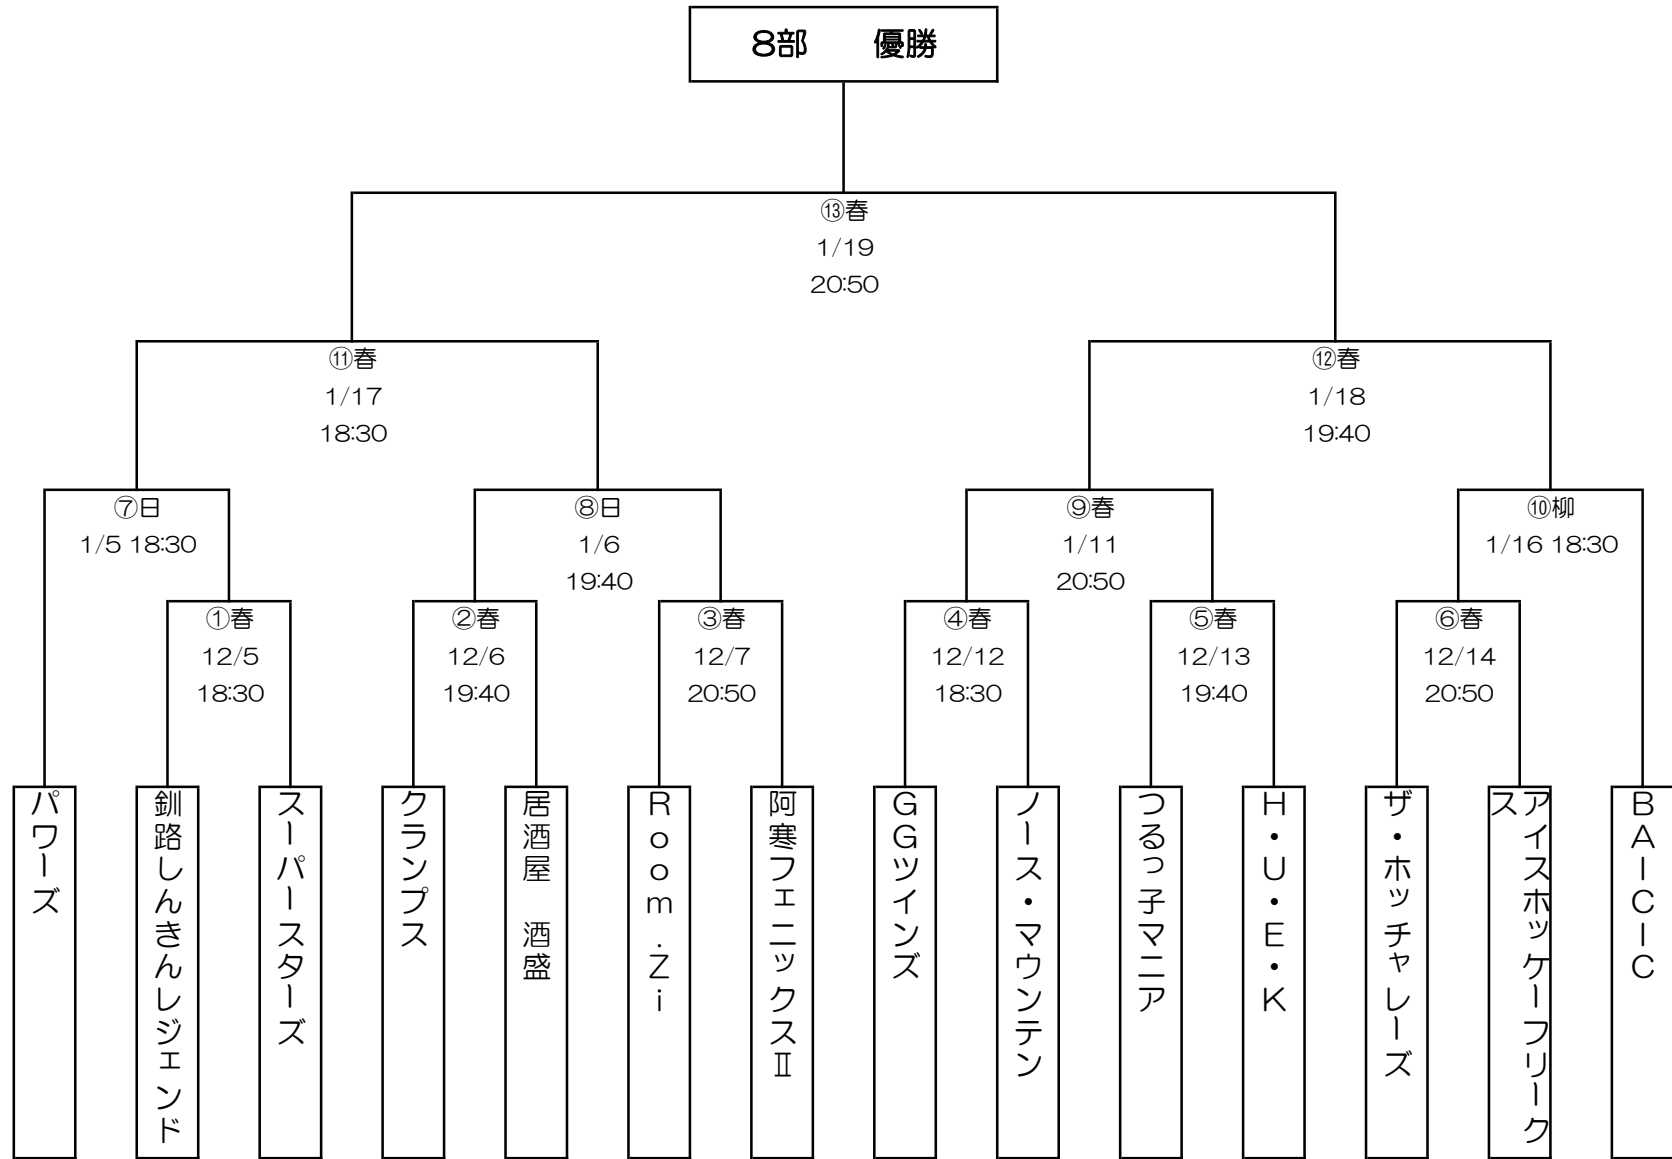 8部　　優勝
⑬春
1/19
20:50
⑪春
1/17
18:30
⑫春
1/18
19:40
⑦日
1/5 18:30
⑧日
1/6
19:40
⑨春
1/11
20:50
⑩柳
1/16 18:30
①春
12/5
18:30
②春
12/6
19:40
③春
12/7
20:50
④春
12/12
18:30
⑤春
12/13
19:40
⑥春
12/14
20:50
パワーズ
釧路しんきんレジェンド
スーパースターズ
クランプス
居酒屋　酒盛
Room.Zi
阿寒フェニックスⅡ
GGツインズ
ノース・マウンテン
つるっ子マニア
H・U・E・K
ザ・ホッチャレーズ
アイスホッケーフリーク
ス
BAICIC